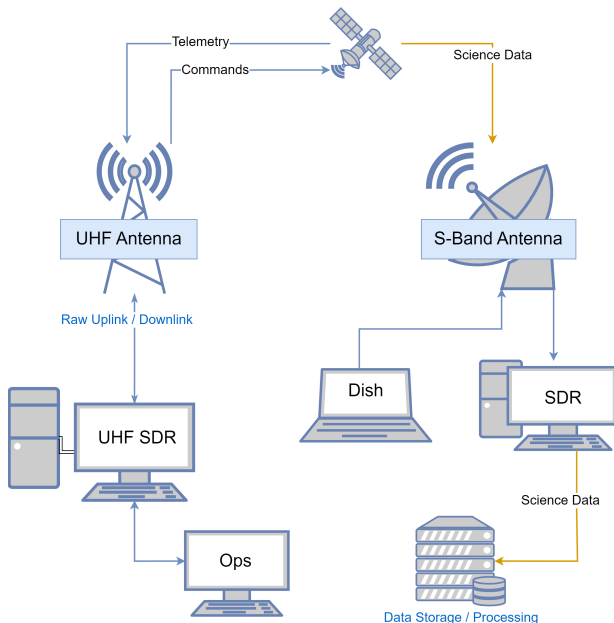 Telemetry
Science Data
Commands
UHF Antenna
S-Band Antenna
Raw Uplink / Downlink
Dish
SDR
UHF SDR
Science Data
Ops
Data Storage / Processing